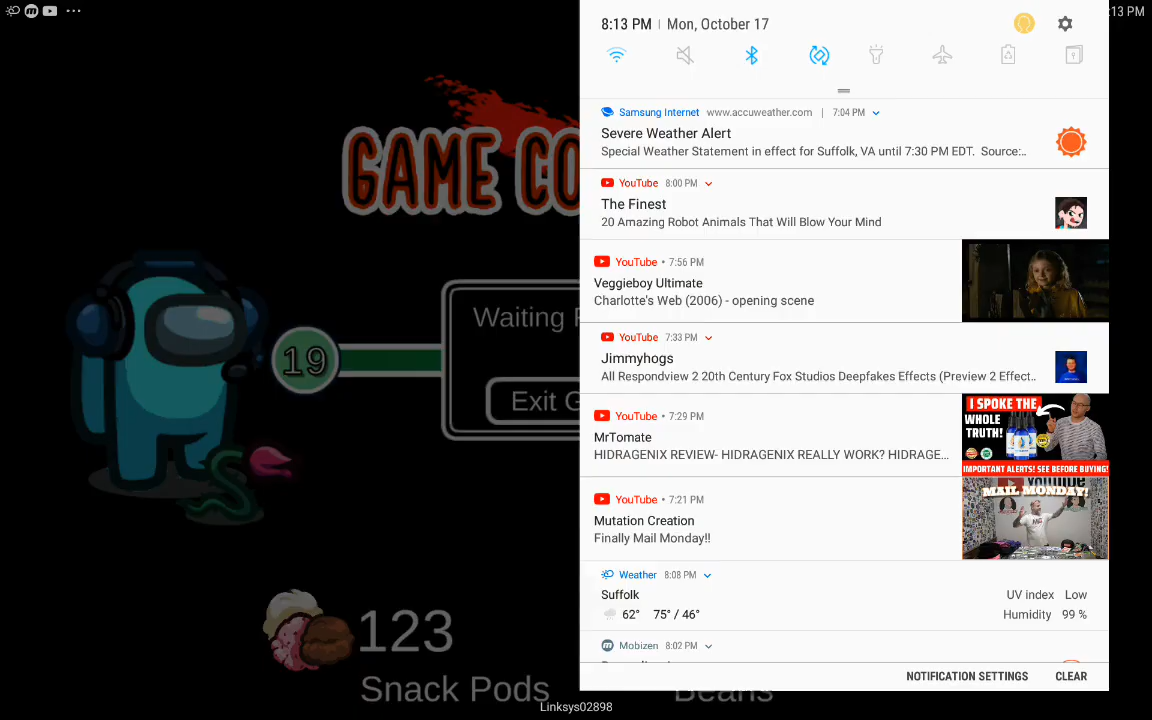 :13 PM
8:13 PM | Mon, October 17
Samsung Internet www.accuweather.com | 7:04 PM
Severe Weather Alert
Special Weather Statement in effect for Suffolk, VA until 7:30 PM EDT. Source:..
YouTube 8:00 PM
The Finest
20 Amazing Robot Animals That Will Blow Your Mind
YouTube • 7:56 PM
Veggieboy Ultimate
Charlotte's Web (2006) - opening scene
YouTube 7:33 PM
Jimmyhogs
All Respondview 2 20th Century Fox Studios Deepfakes Effects (Preview 2 Effect..
YouTube • 7:29 PM
MrTomate
HIDRAGENIX REVIEW- HIDRAGENIX REALLY WORK? HIDRAGE...
I SPOKE THE
WHOLE
TRUTH!
IMPORTANT ALERTS! SEE BEFORE BUYING!
YouTube • 7:21 PM
Mutation Creation
Finally Mail Monday!!
YouTube
MAIL MONDAY!
Weather 8:08 PM
Suffolk
62° 75° / 46°
UV index Low
Humidity 99 %
Mobizen 8:02 PM
NOTIFICATION SETTINGS
CLEAR
GAME CO
19
Waiting
Exit G
123
Snack Pods
Beans
Linksys02898